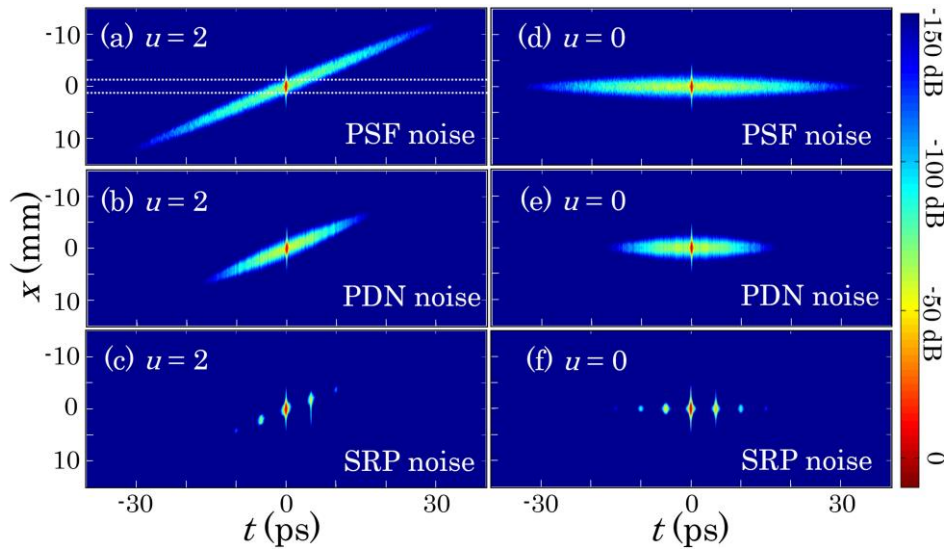 (a) u = 2
PSF noise
(d) u = 0
PSF noise
(b) u = 2
PDN noise
(e) u = 0
PDN noise
(c) u = 2
SRP noise
(f) u = 0
SRP noise
-10
0
10
-10
0
10
-10
0
10
x (mm)
-30
0
30
t (ps)
-30
0
30
t (ps)
-150 dB
-100 dB
-50 dB
0